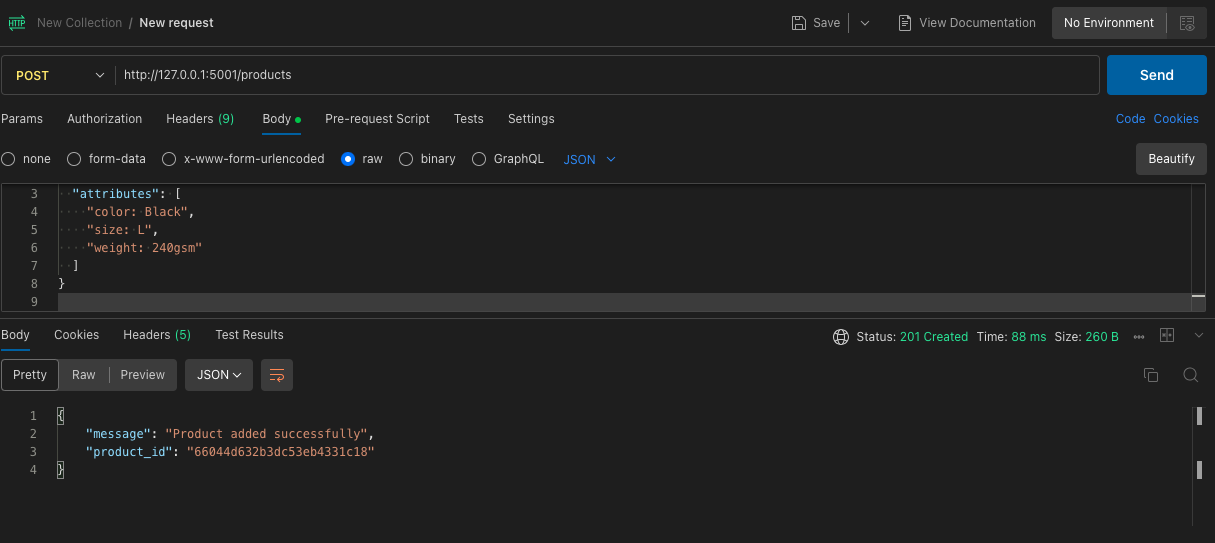 HTTP New Collection / New request Save View Documentation No Environment
POST http://127.0.0.1:5001/products Send
Params Authorization Headers (9) Body Pre-request Script Tests Settings Code Cookies
none form-data x-www-form-urlencoded raw binary GraphQL JSON Beautify
3 "attributes": [
4 "color: Black",
5 "size: L",
6 "weight: 240gsm"
7 ]
8 }
9
Body Cookies Headers (5) Test Results Status: 201 Created Time: 88 ms Size: 260 B
Pretty Raw Preview JSON
1 {
2 "message": "Product added successfully",
3 "product_id": "66044d632b3dc53eb4331c18"
4 }